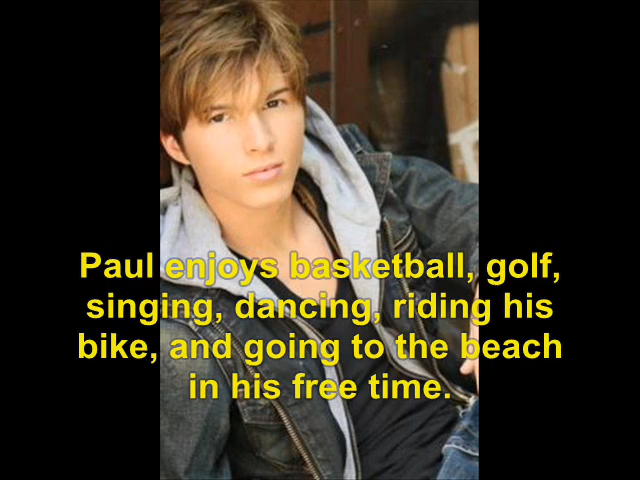 Paul enjoys basketball, golf,
singing, dancing, riding his
bike, and going to the beach
in his free time.